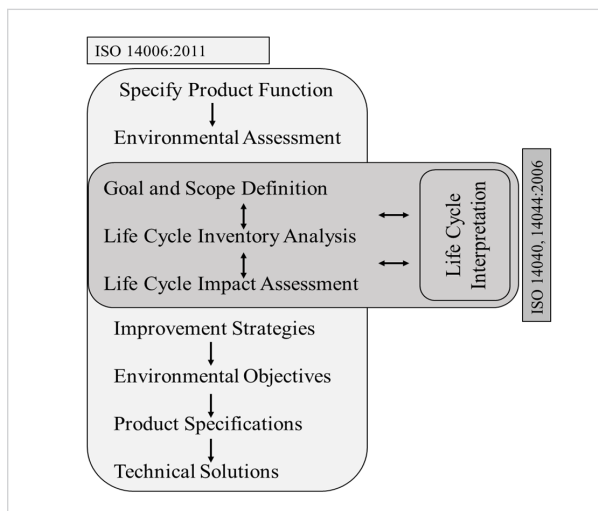 ISO 14006:2011
Specify Product Function
Environmental Assessment
Goal and Scope Definition
Life Cycle Inventory Analysis
Life Cycle Impact Assessment
Life Cycle
Interpretation
ISO 14040, 14044:2006
Improvement Strategies
Environmental Objectives
Product Specifications
Technical Solutions